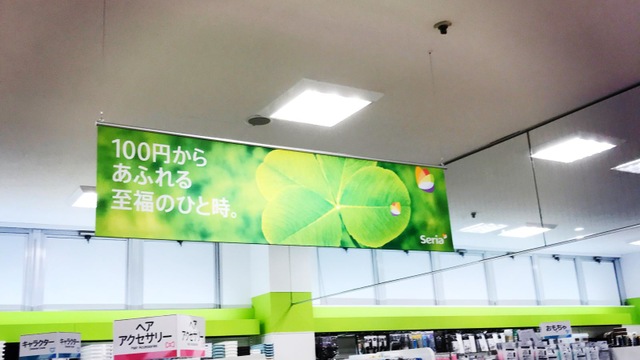 100円から
あふれる
至福のひと時。
Seria
キャラクター
ヘア
アクセサリー
おもちゃ